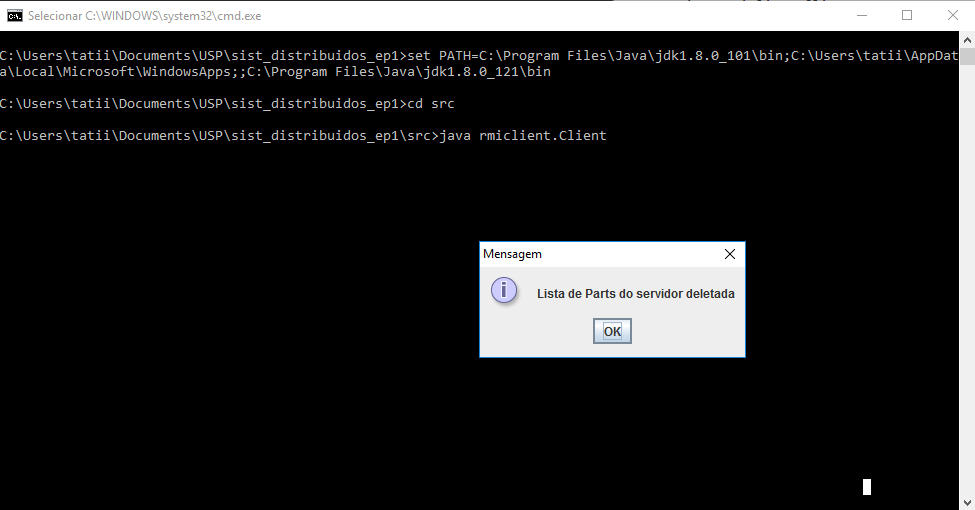 Selecionar C:\WINDOWS\system32\cmd.exe
C:\Users\tatii\Documents\USP\sist_distribuidos_ep1>set PATH=C:\Program Files\Java\jdk1.8.0_101\bin;C:\Users\tatii\AppDat
a\Local\Microsoft\WindowsApps;;C:\Program Files\Java\jdk1.8.0_121\bin
C:\Users\tatii\Documents\USP\sist_distribuidos_ep1>cd src
C:\Users\tatii\Documents\USP\sist_distribuidos_ep1\src>java rmiclient.Client
Mensagem
Lista de Parts do servidor deletada
OK